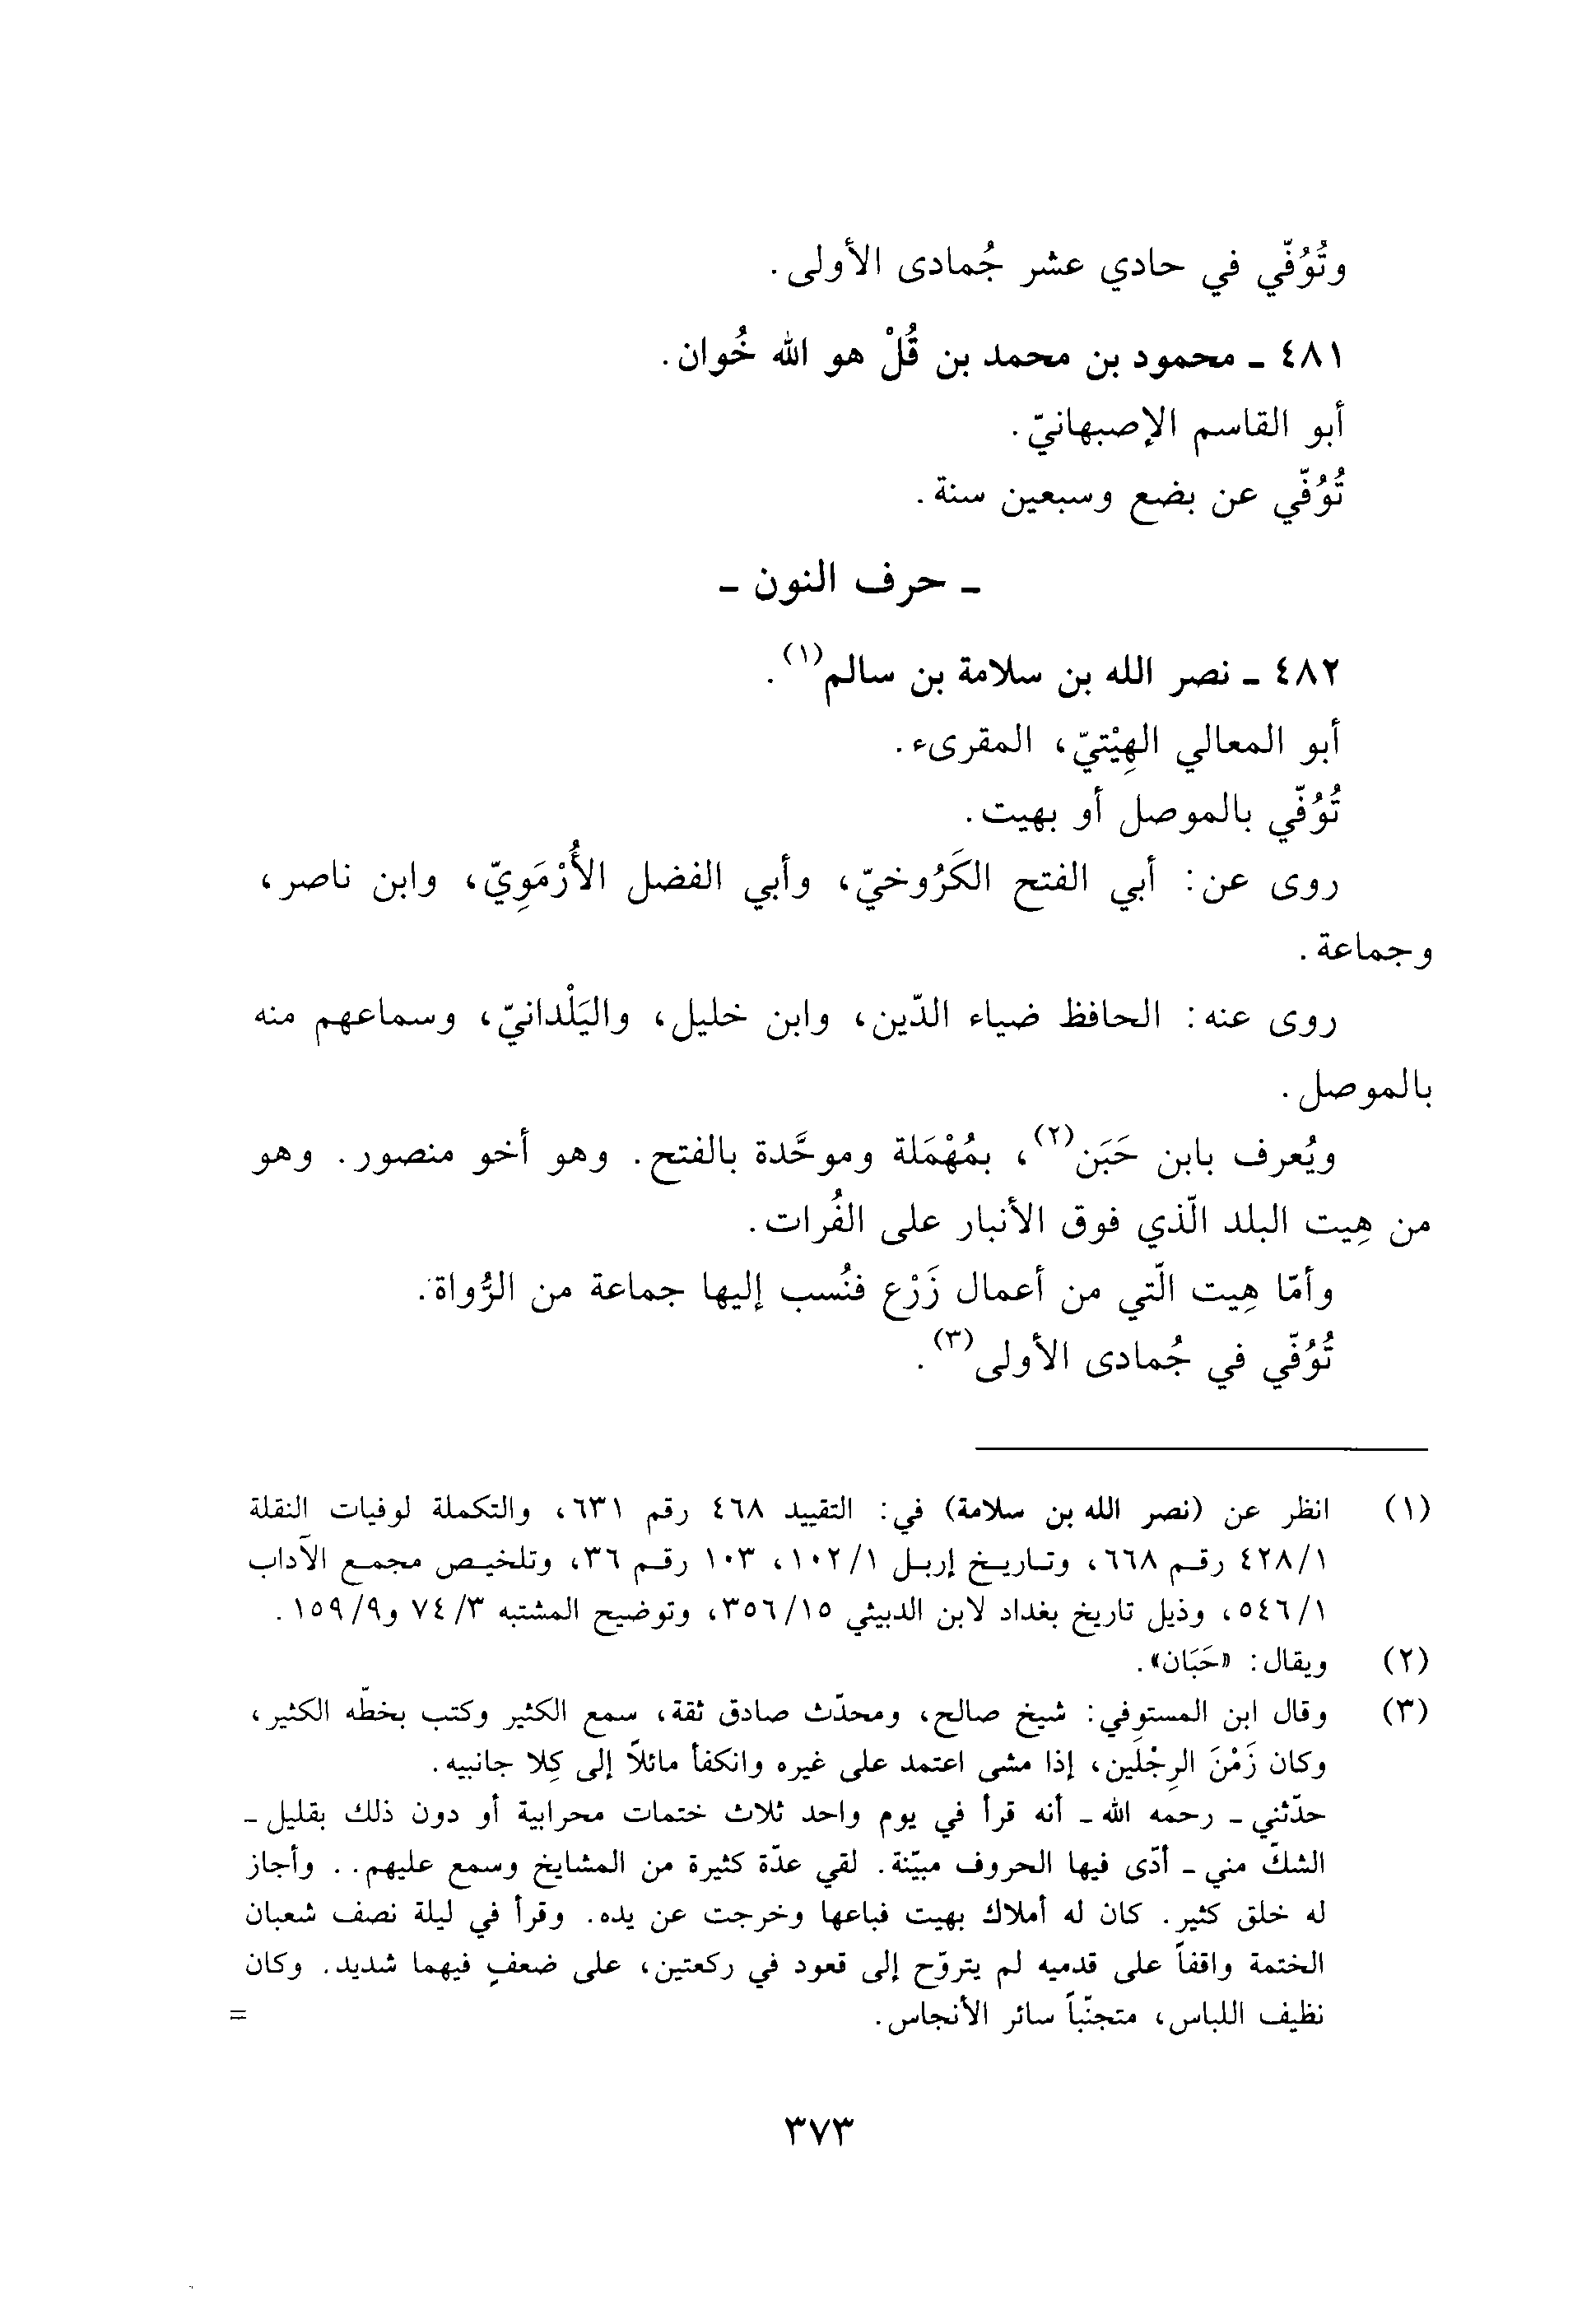 وتُوُفّي في حادي عشر جُمادى الأولى.
٤٨١ ـ محمود بن محمد بن قُلْ هو الله خُوان.
أبو القاسم الإصبهانيّ.
تُوُفّي عن بضع وسبعين سنة.
ـ حرف النون ـ
٤٨٢ ـ نصر الله بن سلامة بن سالم(١).
أبو المعالي الهِيْتيّ، المقرىء.
تُوُفّي بالموصل أو بهيت.
روى عن: أبي الفتح الكَرُوخيّ، وأبي الفضل الأُرْمَوِيّ، وابن ناصر،
وجماعة.
روى عنه: الحافظ ضياء الدّين، وابن خليل، واليَلْدانيّ، وسماعهم منه
بالموصل.
ويُعرف بابن حَبَن(٢)، بمُهْمَلة وموحَّدة بالفتح. وهو أخو منصور. وهو
من هِيت البلد الّذي فوق الأنبار على الفُرات.
وأمّا هِيت الّتي من أعمال زَرْع فنُسب إليها جماعة من الرُّواة.
تُوُفّي في جُمادى الأولى(٣).
(١) انظر عن (نصر الله بن سلامة) في: التقييد ٤٦٨ رقم ٦٣١، والتكملة لوفيات النقلة
٤٢٨/١ رقم ٦٦٨، وتاريخ إربل ١٠٢/١، ١٠٣ رقم ٣٦، وتلخيص مجمع الآداب
٥٤٦/١، وذيل تاريخ بغداد لابن الدبيثي ٣٥٦/١٥، وتوضيح المشتبه ٧٤/٣ و١٥٩/٩.
(٢) ويقال: «حَبَان».
(٣) وقال ابن المستوفي: شيخ صالح، ومحدّث صادق ثقة، سمع الكثير وكتب بخطّه الكثير،
وكان زَمْنَ الرِجْلَين، إذا مشى اعتمد على غيره وانكفأ مائلاً إلى كِلا جانبيه.
حدّثني ـ رحمه الله ـ أنه قرأ في يوم واحد ثلاث ختمات محرابية أو دون ذلك بقليل ـ
الشكّ مني ـ أدّى فيها الحروف مبيّنة. لقي عدّة كثيرة من المشايخ وسمع عليهم.. وأجاز
له خلق كثير. كان له أملاك بهيت فباعها وخرجت عن يده. وقرأ في ليلة نصف شعبان
الختمة واقفاً على قدميه لم يتروّح إلى قعود في ركعتين، على ضعفٍ فيهما شديد. وكان
نظيف اللباس، متجنّباً سائر الأنجاس. =
٣٧٣